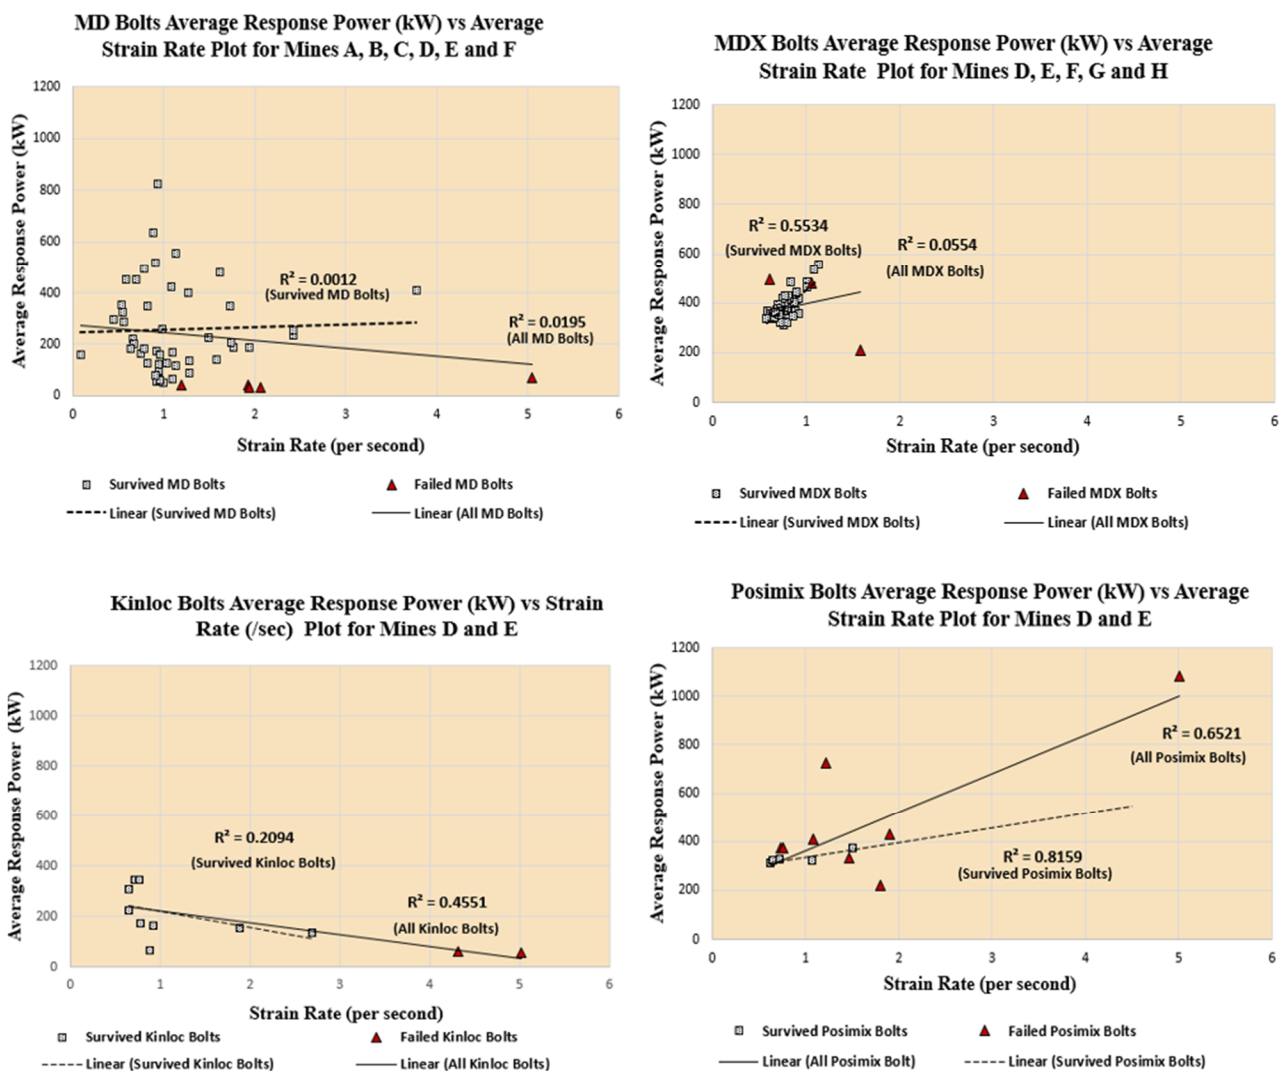 MD Bolts Average Response Power (kW) vs Average
Strain Rate Plot for Mines A, B, C, D, E and F
Average Response Power (kW)
1200
1000
800
600
400
200
0
R² = 0.0012
(Survived MD Bolts)
R² = 0.0195
(All MD Bolts)
0 1 2 3 4 5 6
Strain Rate (per second)
Survived MD Bolts
Failed MD Bolts
Linear (Survived MD Bolts)
Linear (All MD Bolts)
MDX Bolts Average Response Power (kW) vs Average
Strain Rate Plot for Mines D, E, F, G and H
Average Response Power (kW)
1200
1000
800
600
400
200
0
R² = 0.5534
(Survived MDX Bolts)
R² = 0.0554
(All MDX Bolts)
0 1 2 3 4 5 6
Strain Rate (per second)
Survived MDX Bolts
Failed MDX Bolts
Linear (Survived MDX Bolts)
Linear (All MDX Bolts)
Kinloc Bolts Average Response Power (kW) vs Strain
Rate (/sec) Plot for Mines D and E
Average Response Power (kW)
1200
1000
800
600
400
200
0
R² = 0.2094
(Survived Kinloc Bolts)
R² = 0.4551
(All Kinloc Bolts)
0 1 2 3 4 5 6
Strain Rate (per second)
Survived Kinloc Bolts
Failed Kinloc Bolts
Linear (Survived Kinloc Bolts)
Linear (All Kinloc Bolts)
Posimix Bolts Average Response Power (kW) vs Average
Strain Rate Plot for Mines D and E
Average Response Power (kW)
1200
1000
800
600
400
200
0
R² = 0.6521
(All Posimix Bolts)
R² = 0.8159
(Survived Posimix Bolts)
0 1 2 3 4 5 6
Strain Rate (per second)
Survived Posimix Bolts
Failed Posimix Bolts
Linear (All Posimix Bolt)
Linear (Survived Posimix Bolts)